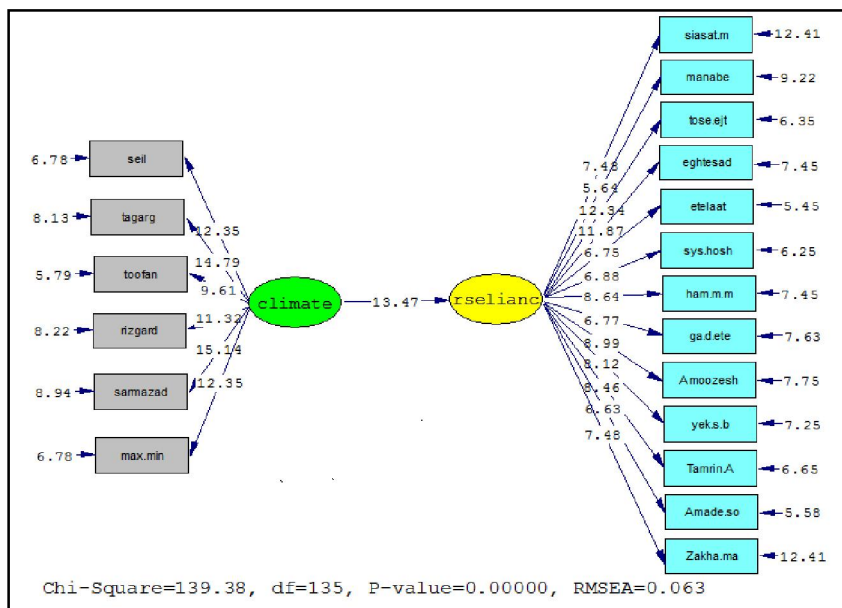 siasat.m 12.41
manabe 9.22
tose.ejt 6.35
eghtesad 7.45
etelaat 5.45
sys.hosh 6.25
ham.m.m 7.45
ga.d.ete 7.63
Amoozesh 7.75
yek.s.b 7.25
Tamrin.A 6.65
Amade.so 5.58
Zakha.ma 12.41
6.78 seil
8.13 tagarg
5.79 toofan
8.22 rizgard
8.94 sarmazad
6.78 max.min
12.35
14.79
9.61
11.32
15.14
12.35
climate 13.47 rselianc
7.48
5.64
12.34
11.87
6.75
6.88
8.64
6.77
8.99
8.12
8.46
6.63
7.48
Chi-Square=139.38, df=135, P-value=0.00000, RMSEA=0.063